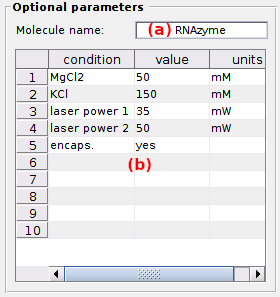 Optional parameters
Molecule name: (a) RNAzyme
condition value units
1 MgCl2 50 mM
2 KCl 150 mM
3 laser power 1 35 mW
4 laser power 2 50 mW
5 encaps. yes
6 (b)
7
8
9
10